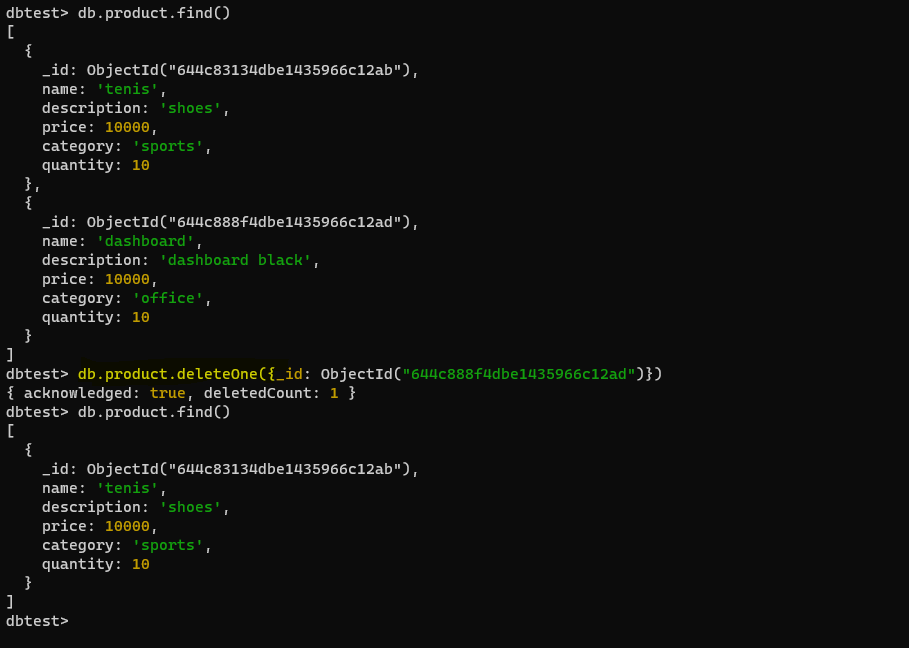 dbtest> db.product.find()
[
  {
    _id: ObjectId("644c83134dbe1435966c12ab"),
    name: 'tenis',
    description: 'shoes',
    price: 10000,
    category: 'sports',
    quantity: 10
  },
  {
    _id: ObjectId("644c888f4dbe1435966c12ad"),
    name: 'dashboard',
    description: 'dashboard black',
    price: 10000,
    category: 'office',
    quantity: 10
  }
]
dbtest> db.product.deleteOne({_id: ObjectId("644c888f4dbe1435966c12ad")})
{ acknowledged: true, deletedCount: 1 }
dbtest> db.product.find()
[
  {
    _id: ObjectId("644c83134dbe1435966c12ab"),
    name: 'tenis',
    description: 'shoes',
    price: 10000,
    category: 'sports',
    quantity: 10
  }
]
dbtest>